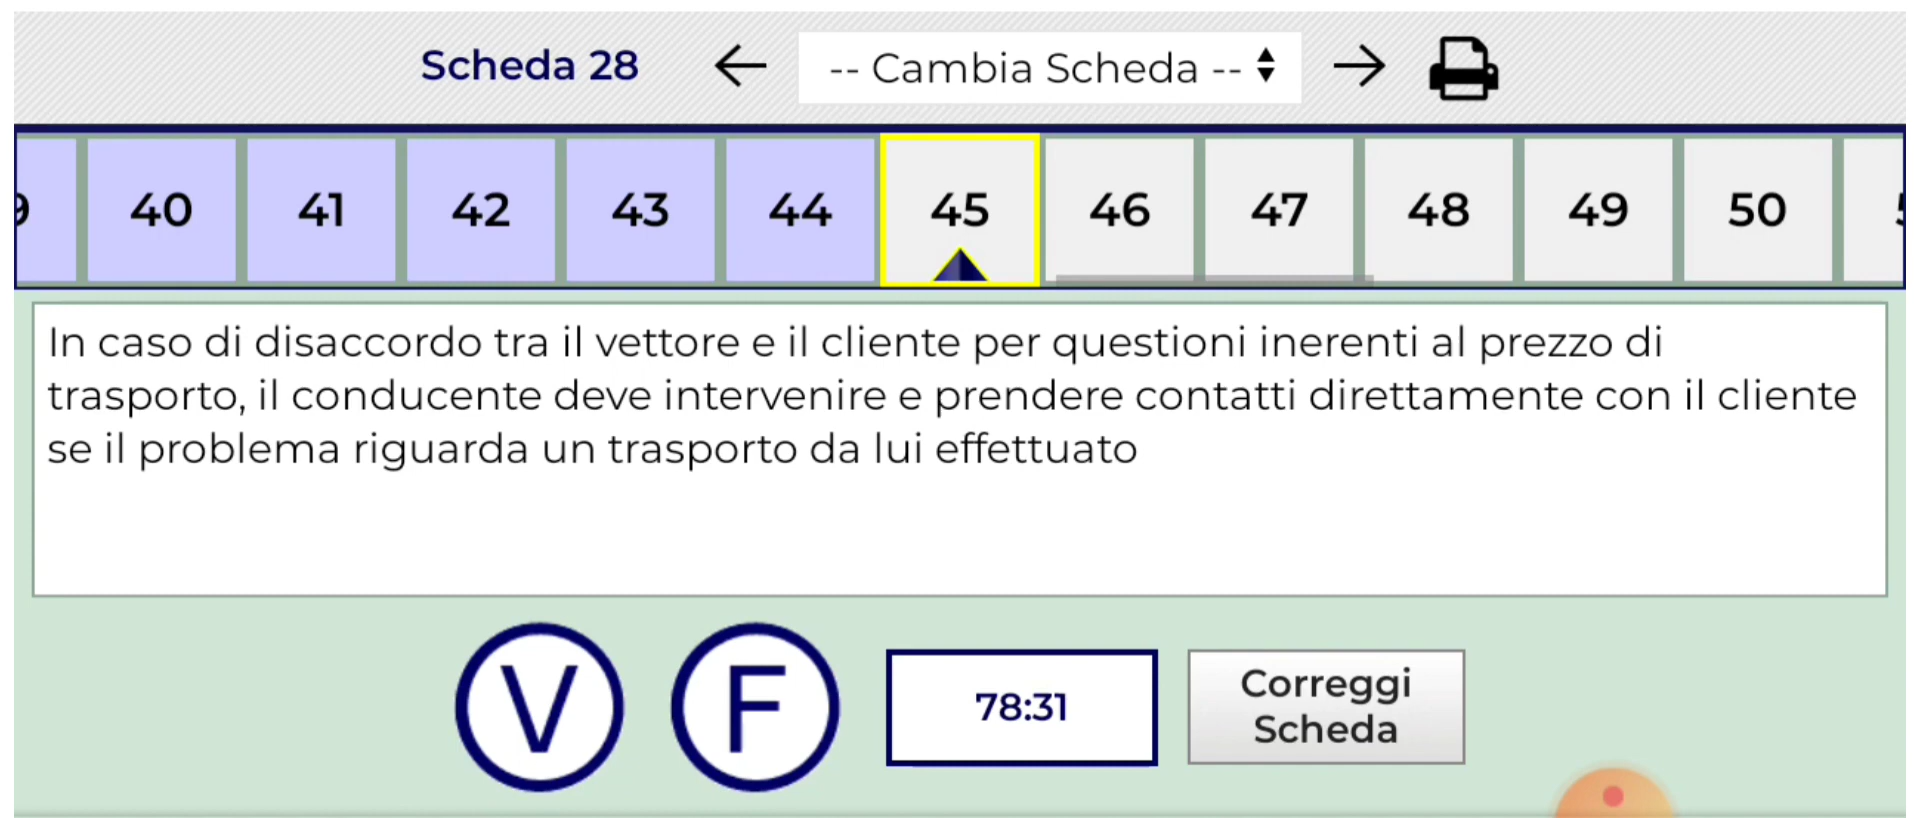 Scheda 28 ← -- Cambia Scheda -- →
9 40 41 42 43 44 45 46 47 48 49 50
In caso di disaccordo tra il vettore e il cliente per questioni inerenti al prezzo di
trasporto, il conducente deve intervenire e prendere contatti direttamente con il cliente
se il problema riguarda un trasporto da lui effettuato
V F 78:31 Correggi
Scheda